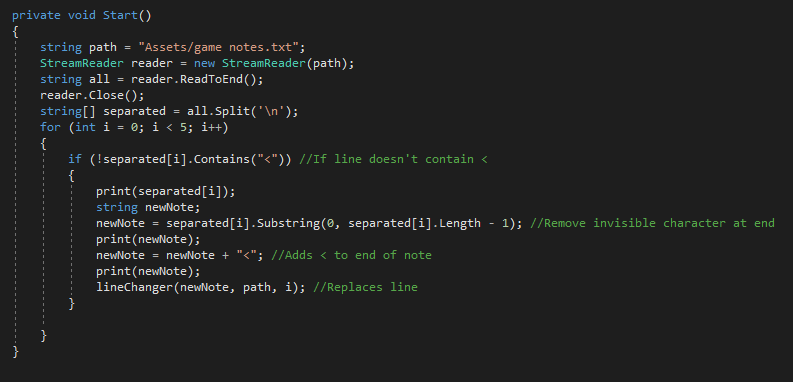 private void Start()
{
string path = "Assets/game notes.txt";
StreamReader reader = new StreamReader(path);
string all = reader.ReadToEnd();
reader.Close();
string[] separated = all.Split('\n');
for (int i = 0; i < 5; i++)
{
if (!separated[i].Contains("<")) //If line doesn't contain <
{
print(separated[i]);
string newNote;
newNote = separated[i].Substring(0, separated[i].Length - 1); //Remove invisible character at end
print(newNote);
newNote = newNote + "<"; //Adds < to end of note
print(newNote);
lineChanger(newNote, path, i); //Replaces line
}
}
}